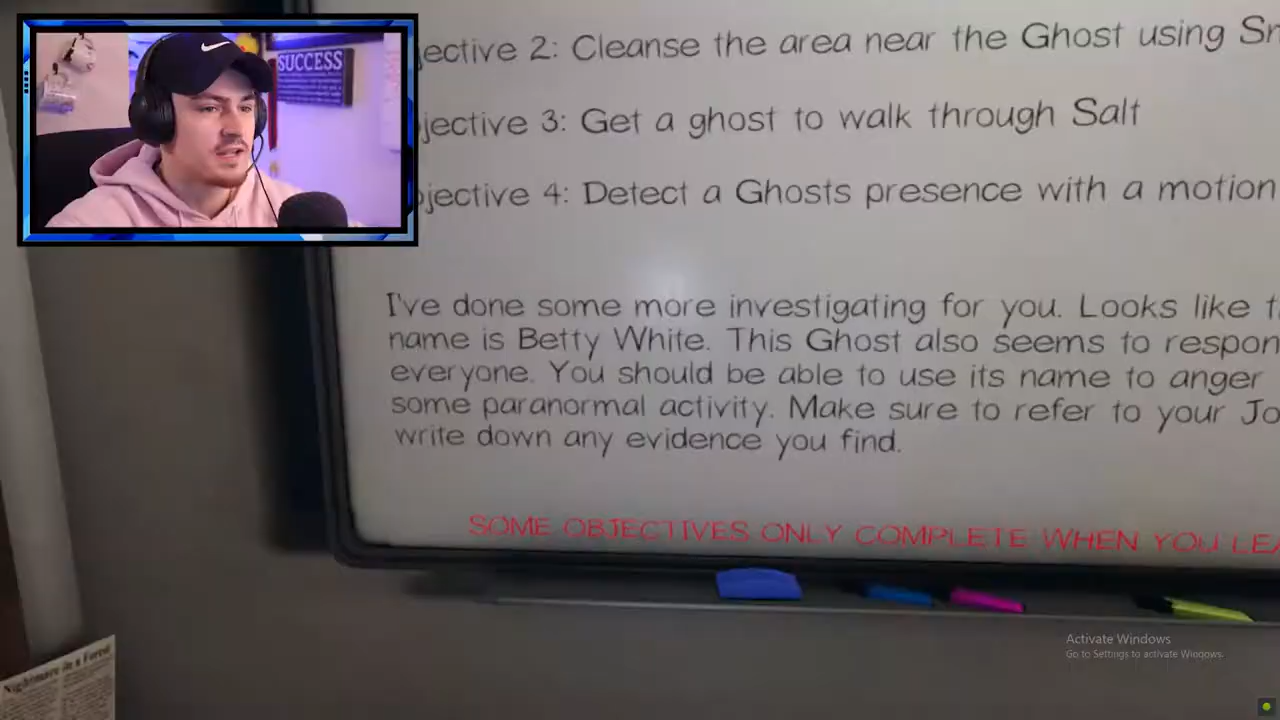 SUCCESS
jective 2: Cleanse the area near the Ghost using
jective 3: Get a ghost to walk through Salt
jective 4: Detect a Ghosts presence with a motion
I've done some more investigating for you. Looks like
name is Betty White. This Ghost also seems to respon
everyone. You should be able to use its name to anger
some paranormal activity. Make sure to refer to your Jo
write down any evidence you find.
SOME OBJECTIVES ONLY COMPLETE WHEN YOU LEA
Activate Windows
Go to Settings to activate Windows.
Nightmare in a Forest